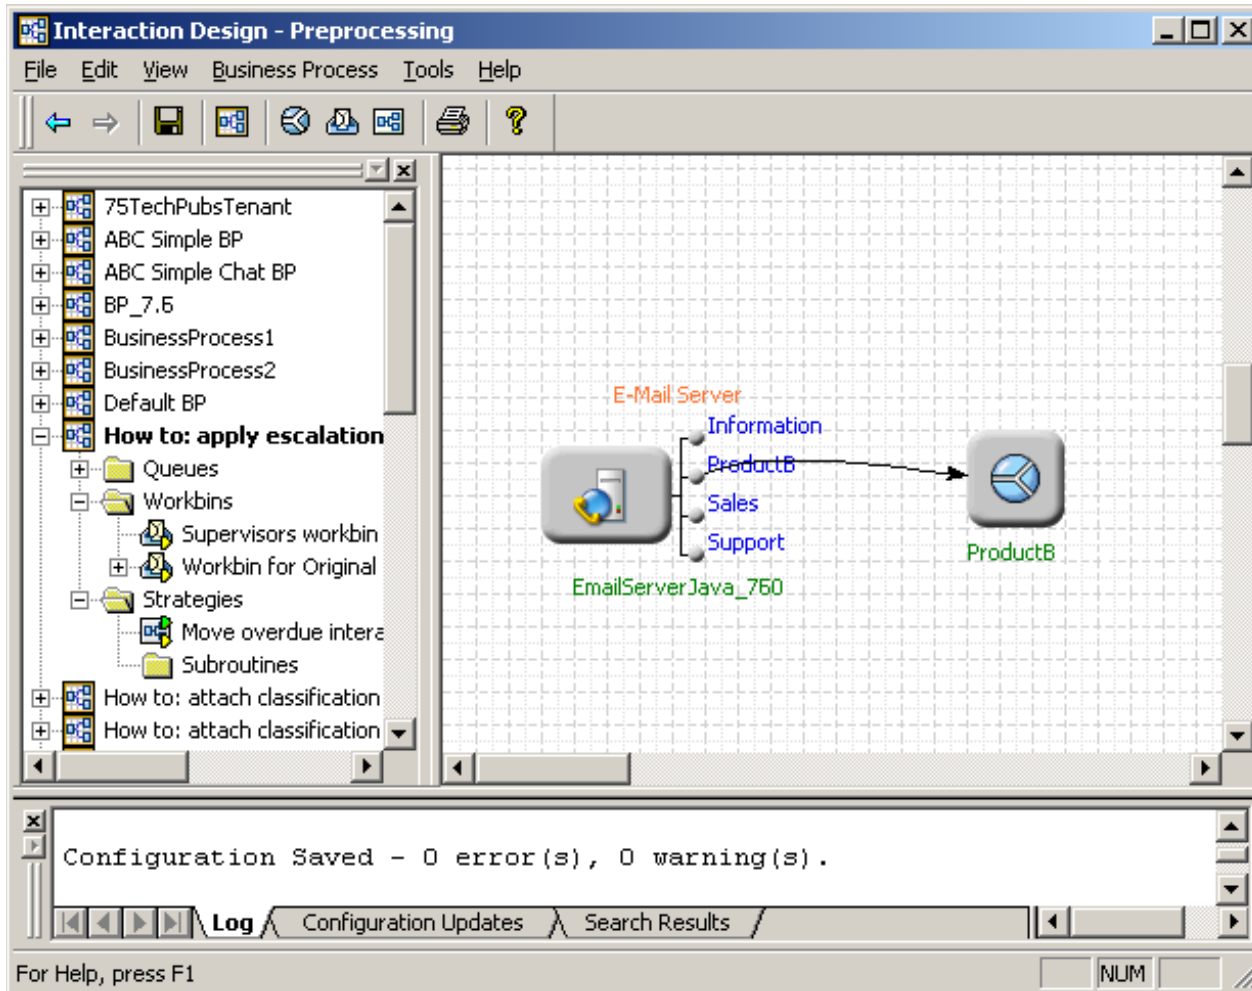 Interaction Design - Preprocessing
File Edit View Business Process Tools Help
75TechPubsTenant
ABC Simple BP
ABC Simple Chat BP
BP_7.6
BusinessProcess1
BusinessProcess2
Default BP
How to: apply escalation
Queues
Workbins
Supervisors workbin
Workbin for Original
Strategies
Move overdue intera
Subroutines
How to: attach classification
How to: attach classification
E-Mail Server
Information
ProductB
Sales
Support
EmailServerJava_760
ProductB
Configuration Saved - 0 error(s), 0 warning(s).
Log Configuration Updates Search Results
For Help, press F1 NUM